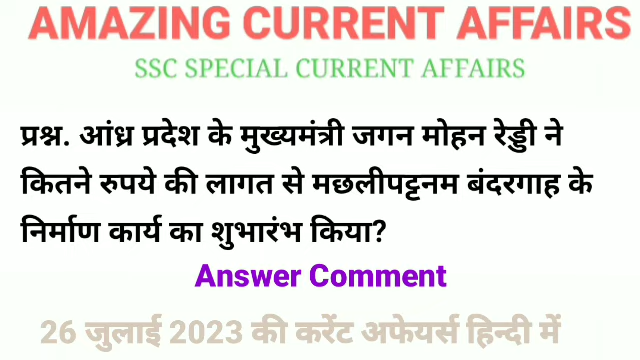 AMAZING CURRENT AFFAIRS
SSC SPECIAL CURRENT AFFAIRS
प्रश्न. आंध्र प्रदेश के मुख्यमंत्री जगन मोहन रेड्डी ने
कितने रुपये की लागत से मछलीपट्टनम बंदरगाह के
निर्माण कार्य का शुभारंभ किया?
Answer Comment
26 जुलाई 2023 की करेंट अफेयर्स हिन्दी में